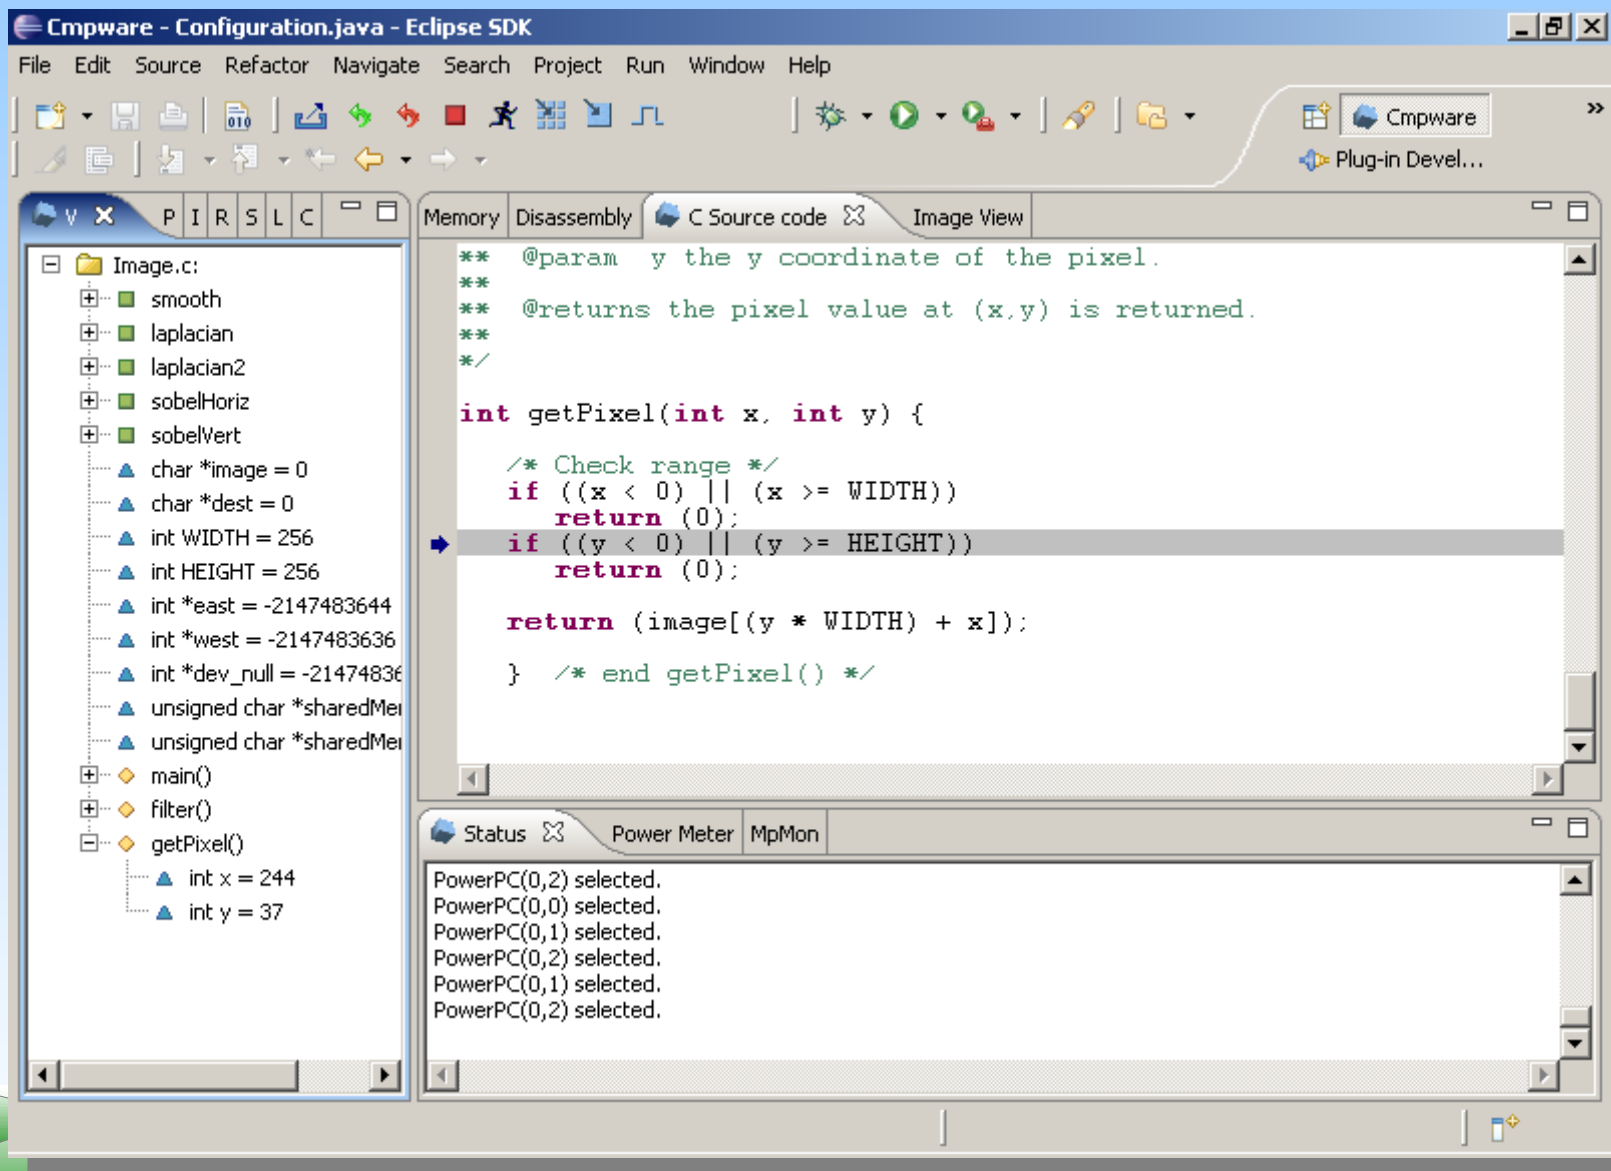 Cmpware - Configuration.java - Eclipse SDK
File Edit Source Refactor Navigate Search Project Run Window Help
010
Cmpware
»
Plug-in Devel...
V P I R S L C
Image.c:
smooth
laplacian
laplacian2
sobelHoriz
sobelVert
char *image = 0
char *dest = 0
int WIDTH = 256
int HEIGHT = 256
int *east = -2147483644
int *west = -2147483636
int *dev_null = -21474836
unsigned char *sharedMe
unsigned char *sharedMe
main()
filter()
getPixel()
int x = 244
int y = 37
Memory Disassembly C Source code Image View
** @param y the y coordinate of the pixel.
**
** @returns the pixel value at (x,y) is returned.
**
*/
int getPixel(int x, int y) {
/* Check range */
if ((x < 0) || (x >= WIDTH))
return (0);
if ((y < 0) || (y >= HEIGHT))
return (0);
return (image[(y * WIDTH) + x]);
} /* end getPixel() */
Status Power Meter MpMon
PowerPC(0,2) selected.
PowerPC(0,0) selected.
PowerPC(0,1) selected.
PowerPC(0,2) selected.
PowerPC(0,1) selected.
PowerPC(0,2) selected.